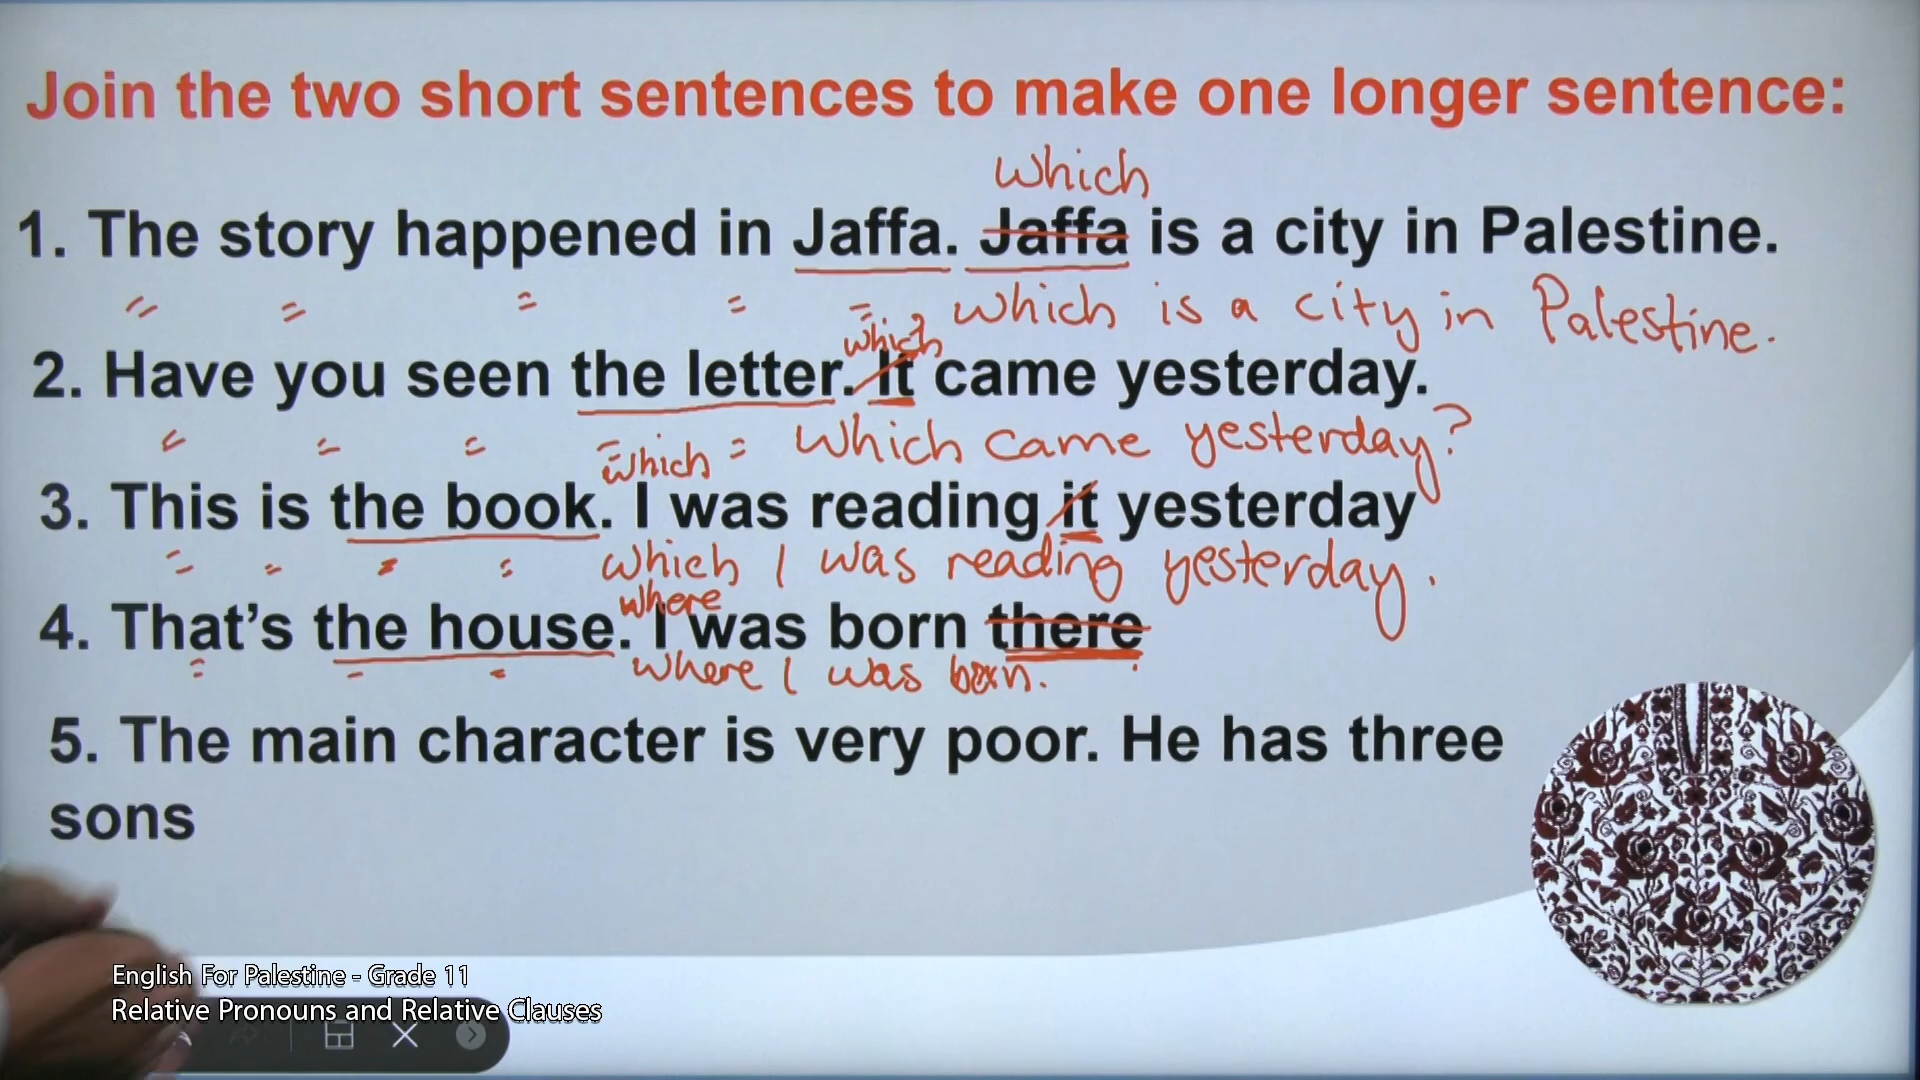 Join the two short sentences to make one longer sentence:
which
1. The story happened in Jaffa. Jaffa is a city in Palestine.
which is a city in Palestine.
which
2. Have you seen the letter. It came yesterday.
which came yesterday?
which
3. This is the book. I was reading it yesterday
which I was reading yesterday.
where
4. That's the house. I was born there
where I was born.
5. The main character is very poor. He has three
sons
English For Palestine - Grade 11
Relative Pronouns and Relative Clauses